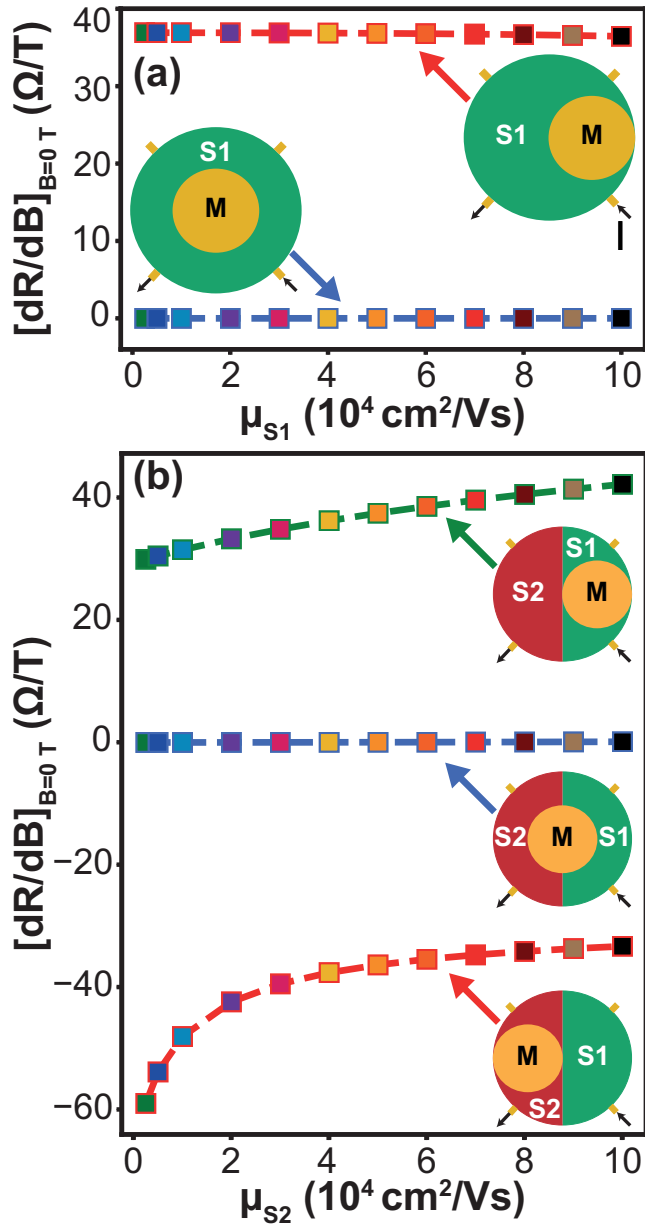 (a)
[dR/dB]B=0 T (Ω/T)
40
30
20
10
0
S1
M
S1
M
I
0 2 4 6 8 10
μS1 (10⁴ cm²/Vs)
(b)
[dR/dB]B=0 T (Ω/T)
40
20
0
−20
−40
−60
S1
S2
M
S2
M
S1
M
S1
S2
0 2 4 6 8 10
μS2 (10⁴ cm²/Vs)